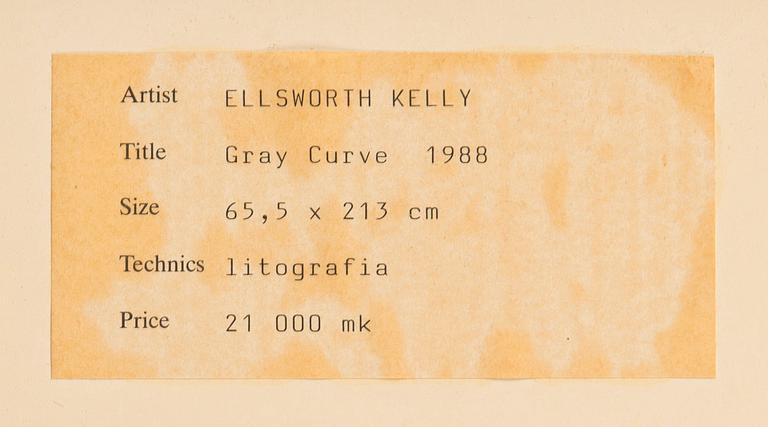 Artist ELLSWORTH KELLY
Title Gray Curve 1988
Size 65,5 x 213 cm
Technics litografia
Price 21 000 mk